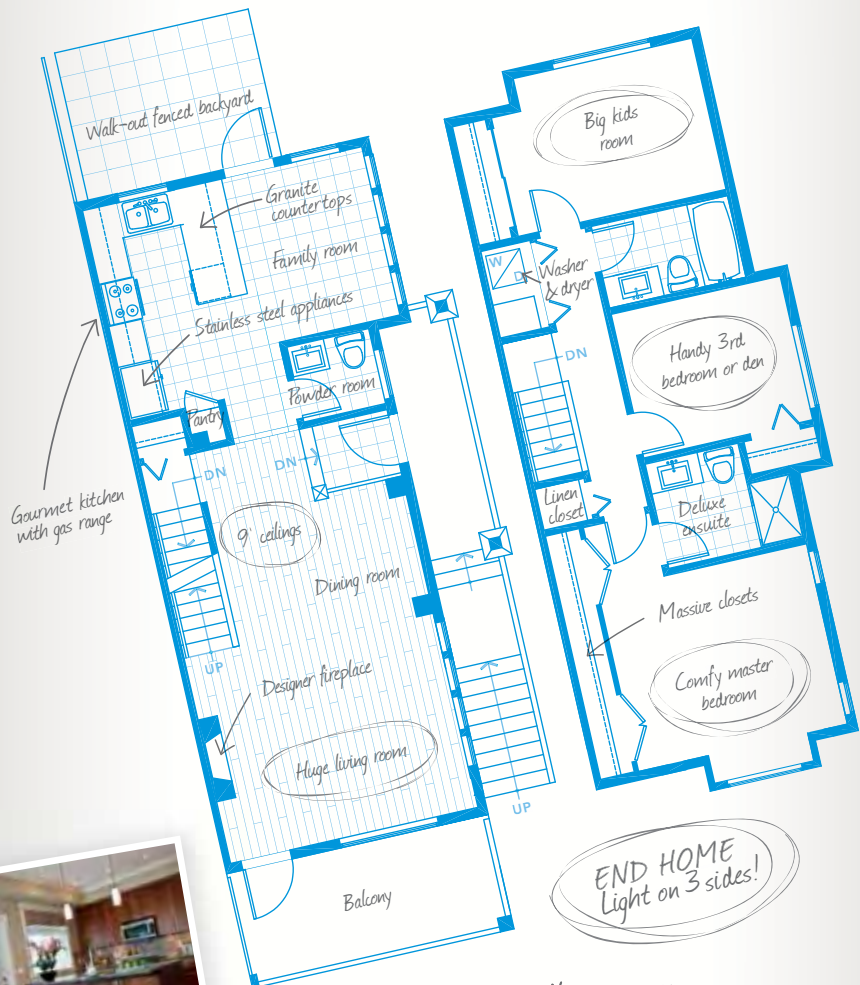 Walk-out fenced backyard
Granite
countertops
Family room
Stainless steel appliances
Powder room
Pantry
DN
DN
Gourmet kitchen
with gas range
9' ceilings
Dining room
UP
Designer fireplace
Huge living room
UP
Balcony
Big kids
room
W
D
Washer
& dryer
DN
Handy 3rd
bedroom or den
Linen
closet
Deluxe
ensuite
Massive closets
Comfy master
bedroom
END HOME
Light on 3 sides!